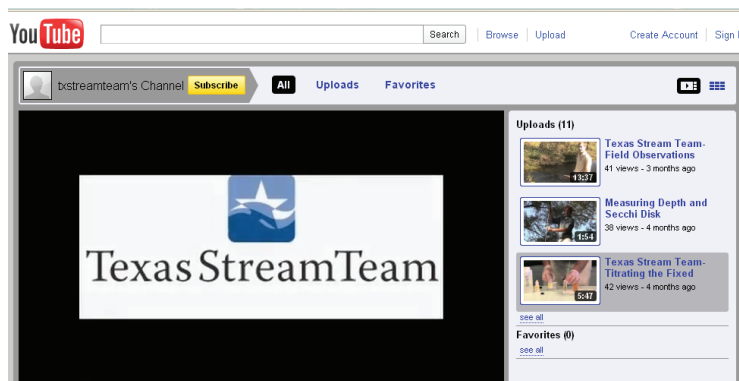 YouTube
Search
Browse
Upload
Create Account
Sign
txstreamteam's Channel
Subscribe
All
Uploads
Favorites
Texas StreamTeam
Uploads (11)
13:37
Texas Stream Team-
Field Observations
41 views - 3 months ago
1:54
Measuring Depth and
Secchi Disk
38 views - 4 months ago
5:47
Texas Stream Team-
Titrating the Fixed
42 views - 4 months ago
see all
Favorites (0)
see all